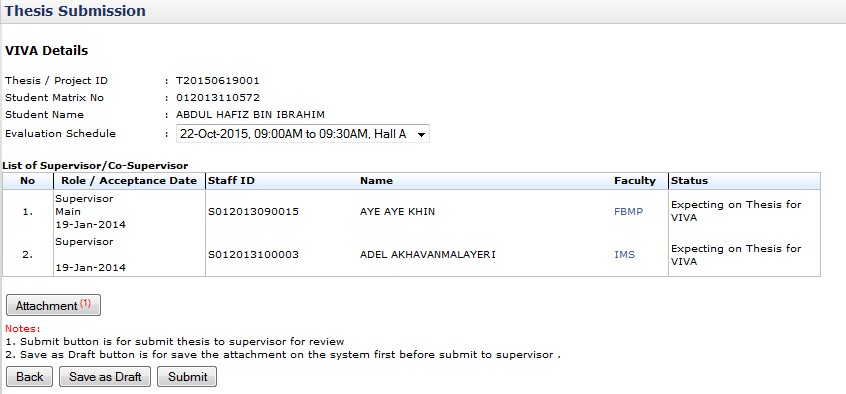 Thesis Submission
VIVA Details
Thesis / Project ID : T20150619001
Student Matrix No : 012013110572
Student Name : ABDUL HAFIZ BIN IBRAHIM
Evaluation Schedule : 22-Oct-2015, 09:00AM to 09:30AM, Hall A
List of Supervisor/Co-Supervisor
No Role / Acceptance Date Staff ID Name Faculty Status
1. Supervisor Main 19-Jan-2014 S012013090015 AYE AYE KHIN FBMP Expecting on Thesis for VIVA
2. Supervisor 19-Jan-2014 S012013100003 ADEL AKHAVANMALAYERI IMS Expecting on Thesis for VIVA
Attachment (1)
Notes:
1. Submit button is for submit thesis to supervisor for review
2. Save as Draft button is for save the attachment on the system first before submit to supervisor .
Back Save as Draft Submit